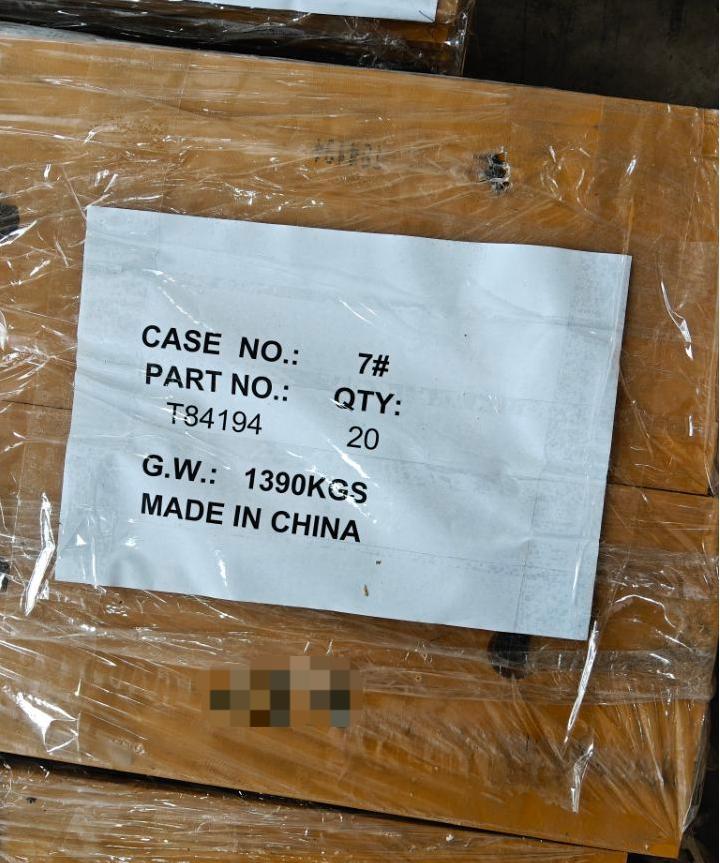 CASE NO.: 7#
PART NO.: QTY:
T84194 20
G.W.: 1390KGS
MADE IN CHINA